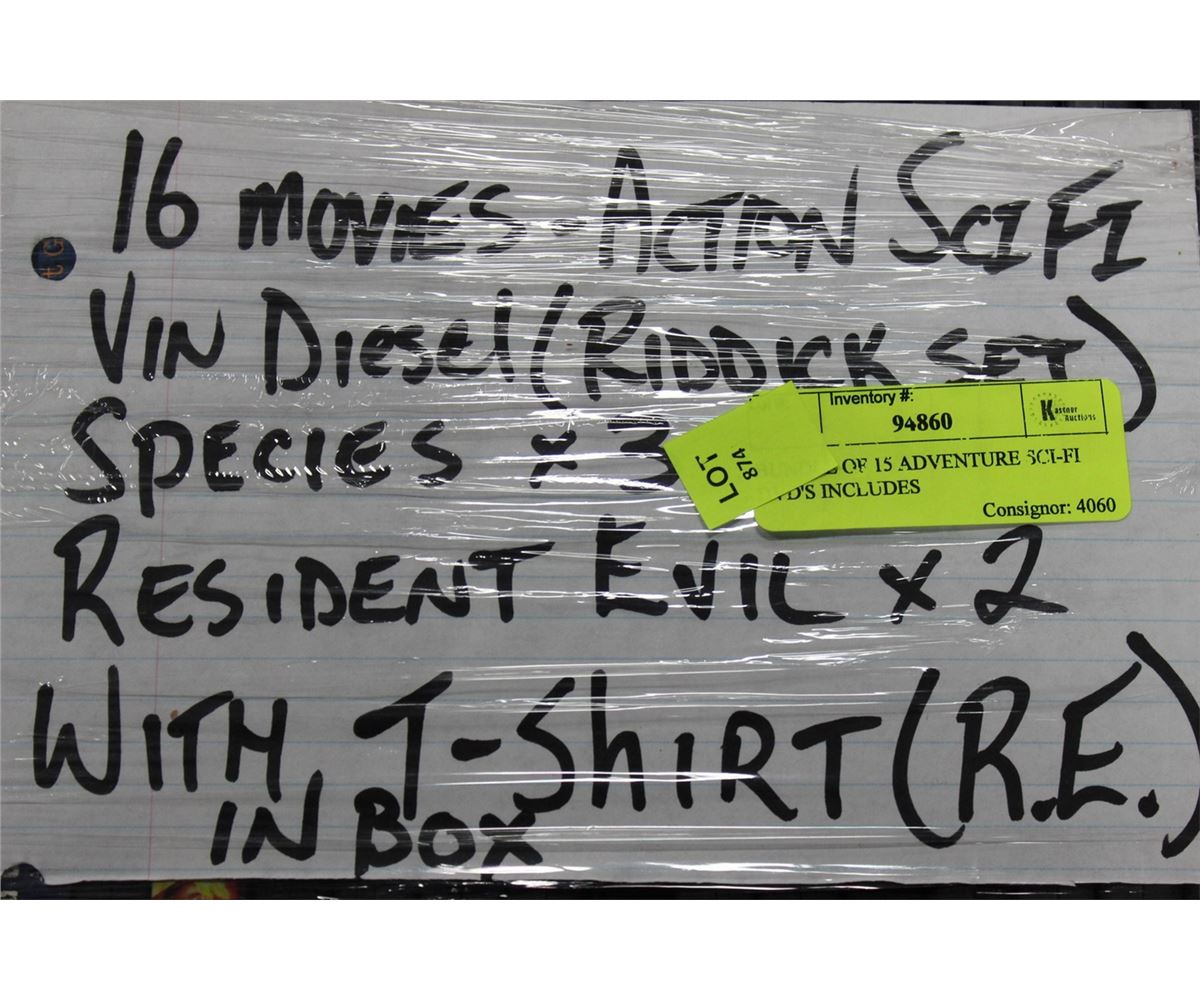 16 MOVIES - ACTION SCI FI
VIN Diesel (RIDDICK SET)
SPECIES x 3
Inventory #:
94860
Kastner
Auctions
LOT
874
OF 15 ADVENTURE SCI-FI
DVD'S INCLUDES
Consignor: 4060
RESIDENT EVIL x 2
WITH T-ShIRT (R.E.)
IN BOX